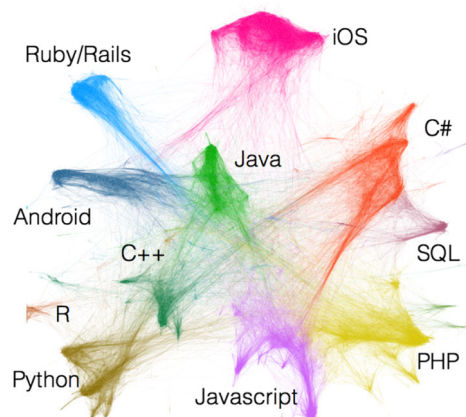 iOS
Ruby/Rails
C#
Java
Android
C++
SQL
R
PHP
Python
Javascript